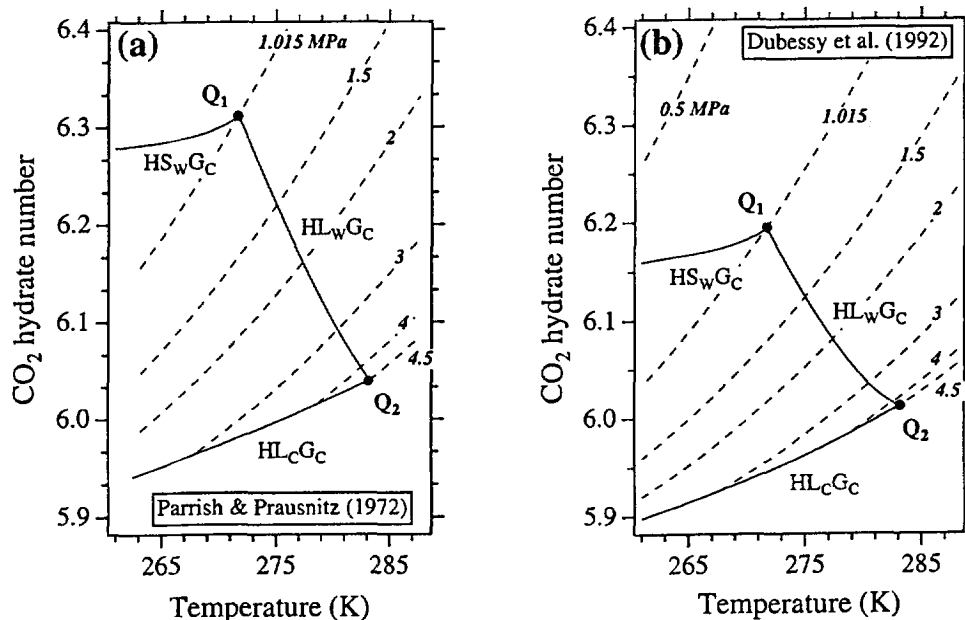 (a)
1.015 MPa
1.5
2
3
4
4.5
Q1
HSWGC
HLWGC
Q2
HLCGC
Parrish & Prausnitz (1972)
6.4
6.3
6.2
6.1
6.0
5.9
CO2 hydrate number
265 275 285
Temperature (K)
(b)
Dubessy et al. (1992)
0.5 MPa
1.015
1.5
2
3
4
4.5
Q1
HSWGC
HLWGC
Q2
HLCGC
6.4
6.3
6.2
6.1
6.0
5.9
CO2 hydrate number
265 275 285
Temperature (K)